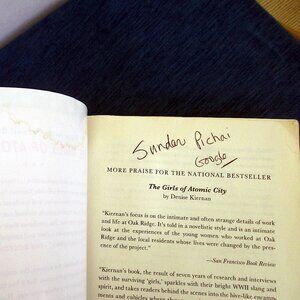 Sundar Pichai
Google
MORE PRAISE FOR THE NATIONAL BESTSELLER
The Girls of Atomic City
by Denise Kiernan
"Kiernan's focus is on the intimate and often strange details of work
and life at Oak Ridge. It's told in a novelistic style and is an intimate
look at the experiences of the young women who worked at Oak
Ridge and the local residents whose lives were changed by the pres-
ence of the project."
—San Francisco Book Review
"Kiernan's book, the result of seven years of research and interviews
with the surviving 'girls,' sparkles with their bright WWII slang and
spirit, and takes readers behind the scenes into the hive-like
and cubicles where they